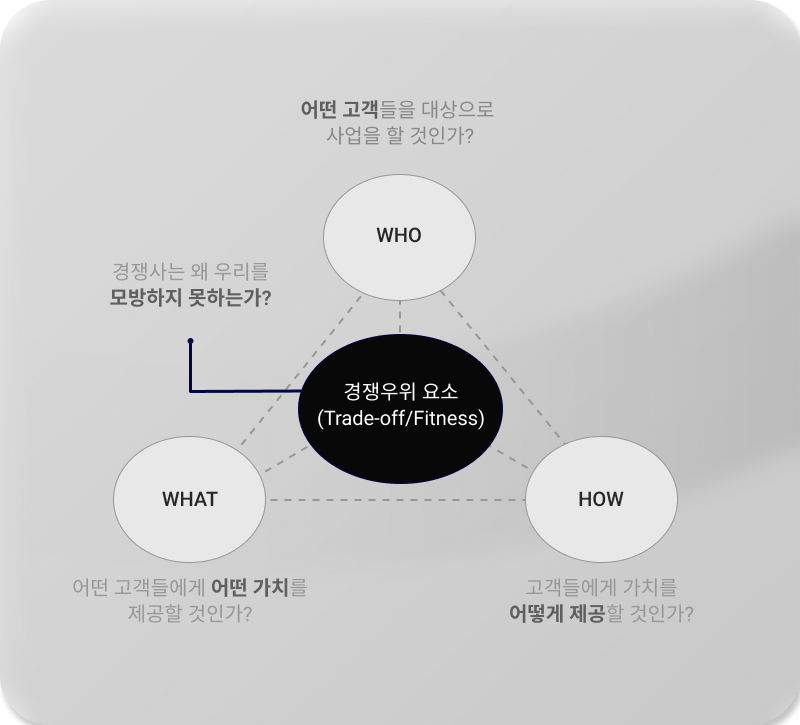 어떤 고객들을 대상으로
사업을 할 것인가?
WHO
경쟁사는 왜 우리를
모방하지 못하는가?
경쟁우위 요소
(Trade-off/Fitness)
WHAT
HOW
어떤 고객들에게 어떤 가치를
제공할 것인가?
고객들에게 가치를
어떻게 제공할 것인가?